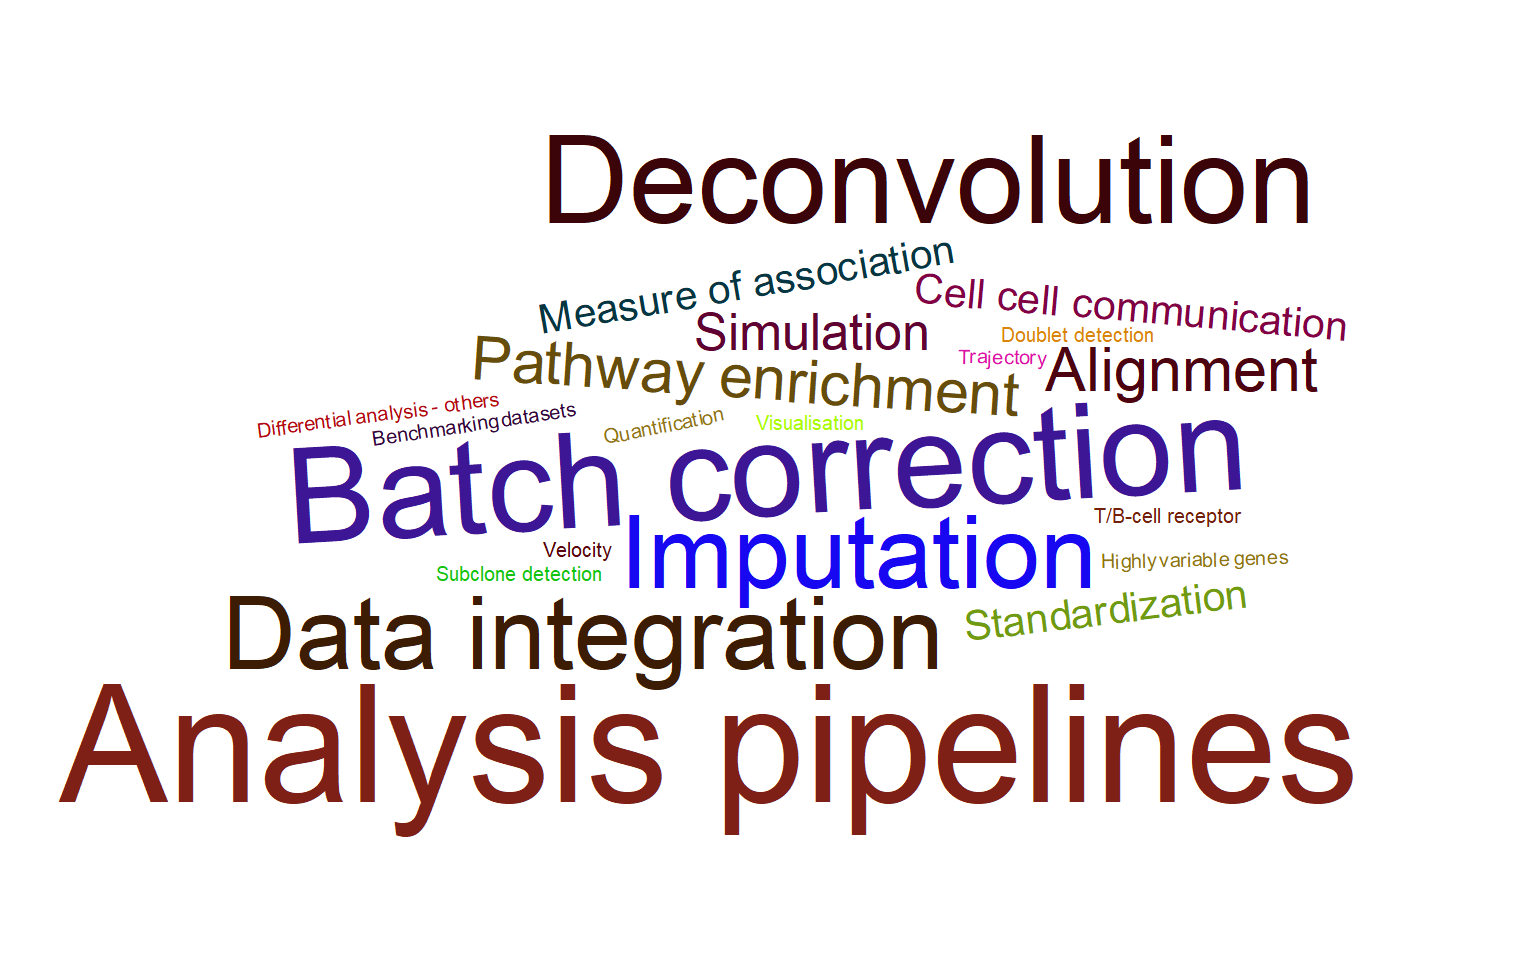 Deconvolution
Measure of association
Cell cell communication
Simulation
Doublet detection
Pathway enrichment
Trajectory
Alignment
Differential analysis - others
Benchmarking datasets
Quantification
Visualisation
Batch correction
T/B-cell receptor
Velocity
Imputation
Highly variable genes
Subclone detection
Data integration
Standardization
Analysis pipelines